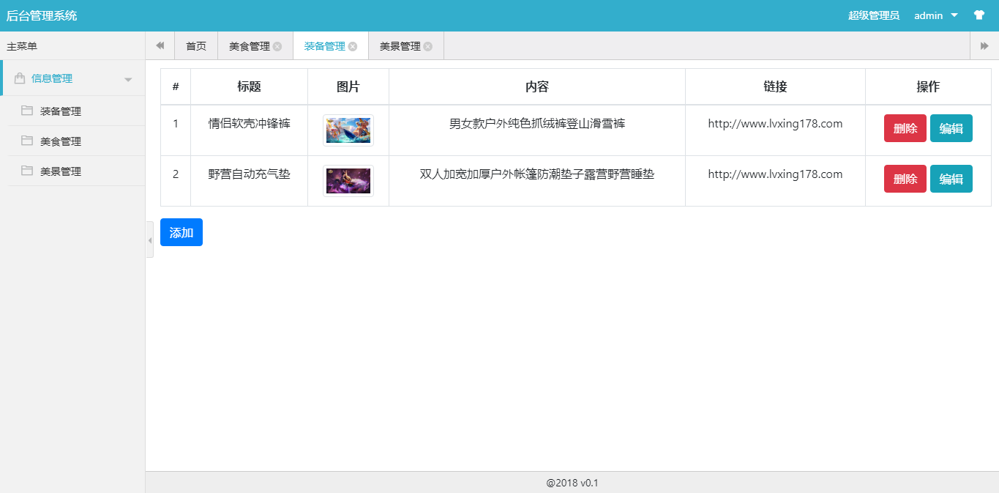 后台管理系统 超级管理员 admin
主菜单 首页 美食管理 装备管理 美景管理
信息管理
装备管理
美食管理
美景管理
# 标题 图片 内容 链接 操作
1 情侣软壳冲锋裤 男女款户外纯色抓绒裤登山滑雪裤 http://www.lvxing178.com 删除 编辑
2 野营自动充气垫 双人加宽加厚户外帐篷防潮垫子露营野营睡垫 http://www.lvxing178.com 删除 编辑
添加
@2018 v0.1